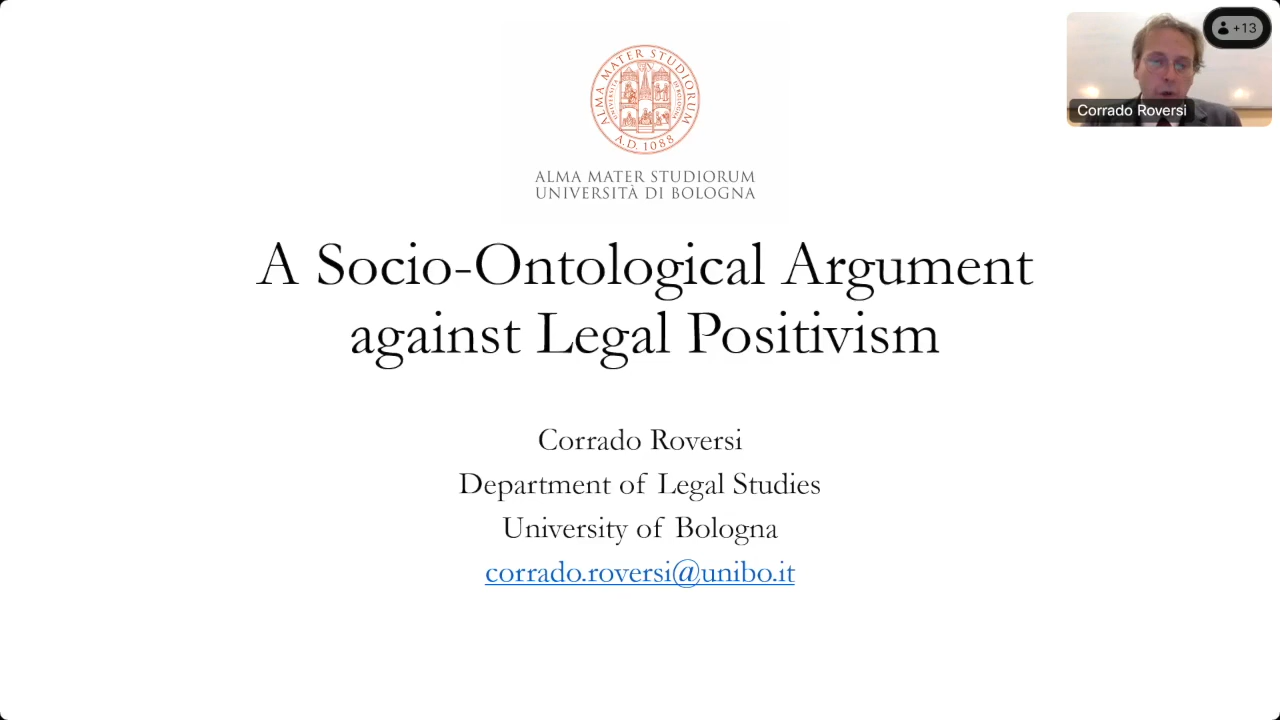 +13
Corrado Roversi
ALMA MATER STUDIORUM
A.D. 1088
ALMA MATER STUDIORUM
UNIVERSITÀ DI BOLOGNA
A Socio-Ontological Argument
against Legal Positivism
Corrado Roversi
Department of Legal Studies
University of Bologna
corrado.roversi@unibo.it